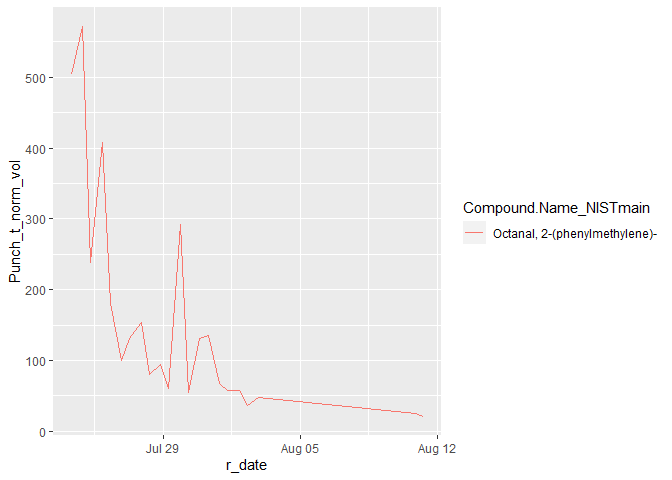 500
400
300
200
100
0
Punch_t_norm_vol
Jul 29
Aug 05
Aug 12
r_date
Compound.Name_NISTmain
Octanal, 2-(phenylmethylene)-